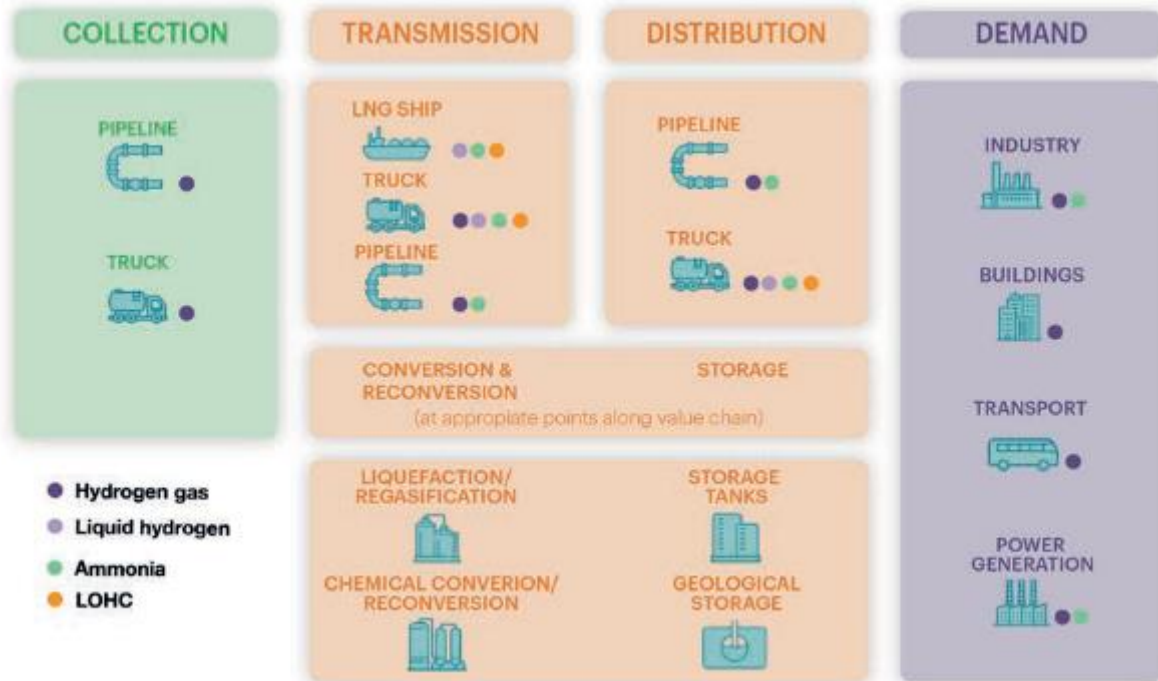 COLLECTION
PIPELINE
TRUCK
TRANSMISSION
LNG SHIP
TRUCK
PIPELINE
DISTRIBUTION
PIPELINE
TRUCK
CONVERSION &
RECONVERSION
STORAGE
(at approplate points along value chain)
LIQUEFACTION/
REGASIFICATION
STORAGE
TANKS
CHEMICAL CONVERION/
RECONVERSION
GEOLOGICAL
STORAGE
DEMAND
INDUSTRY
BUILDINGS
TRANSPORT
POWER
GENERATION
Hydrogen gas
Liquid hydrogen
Ammonia
LOHC